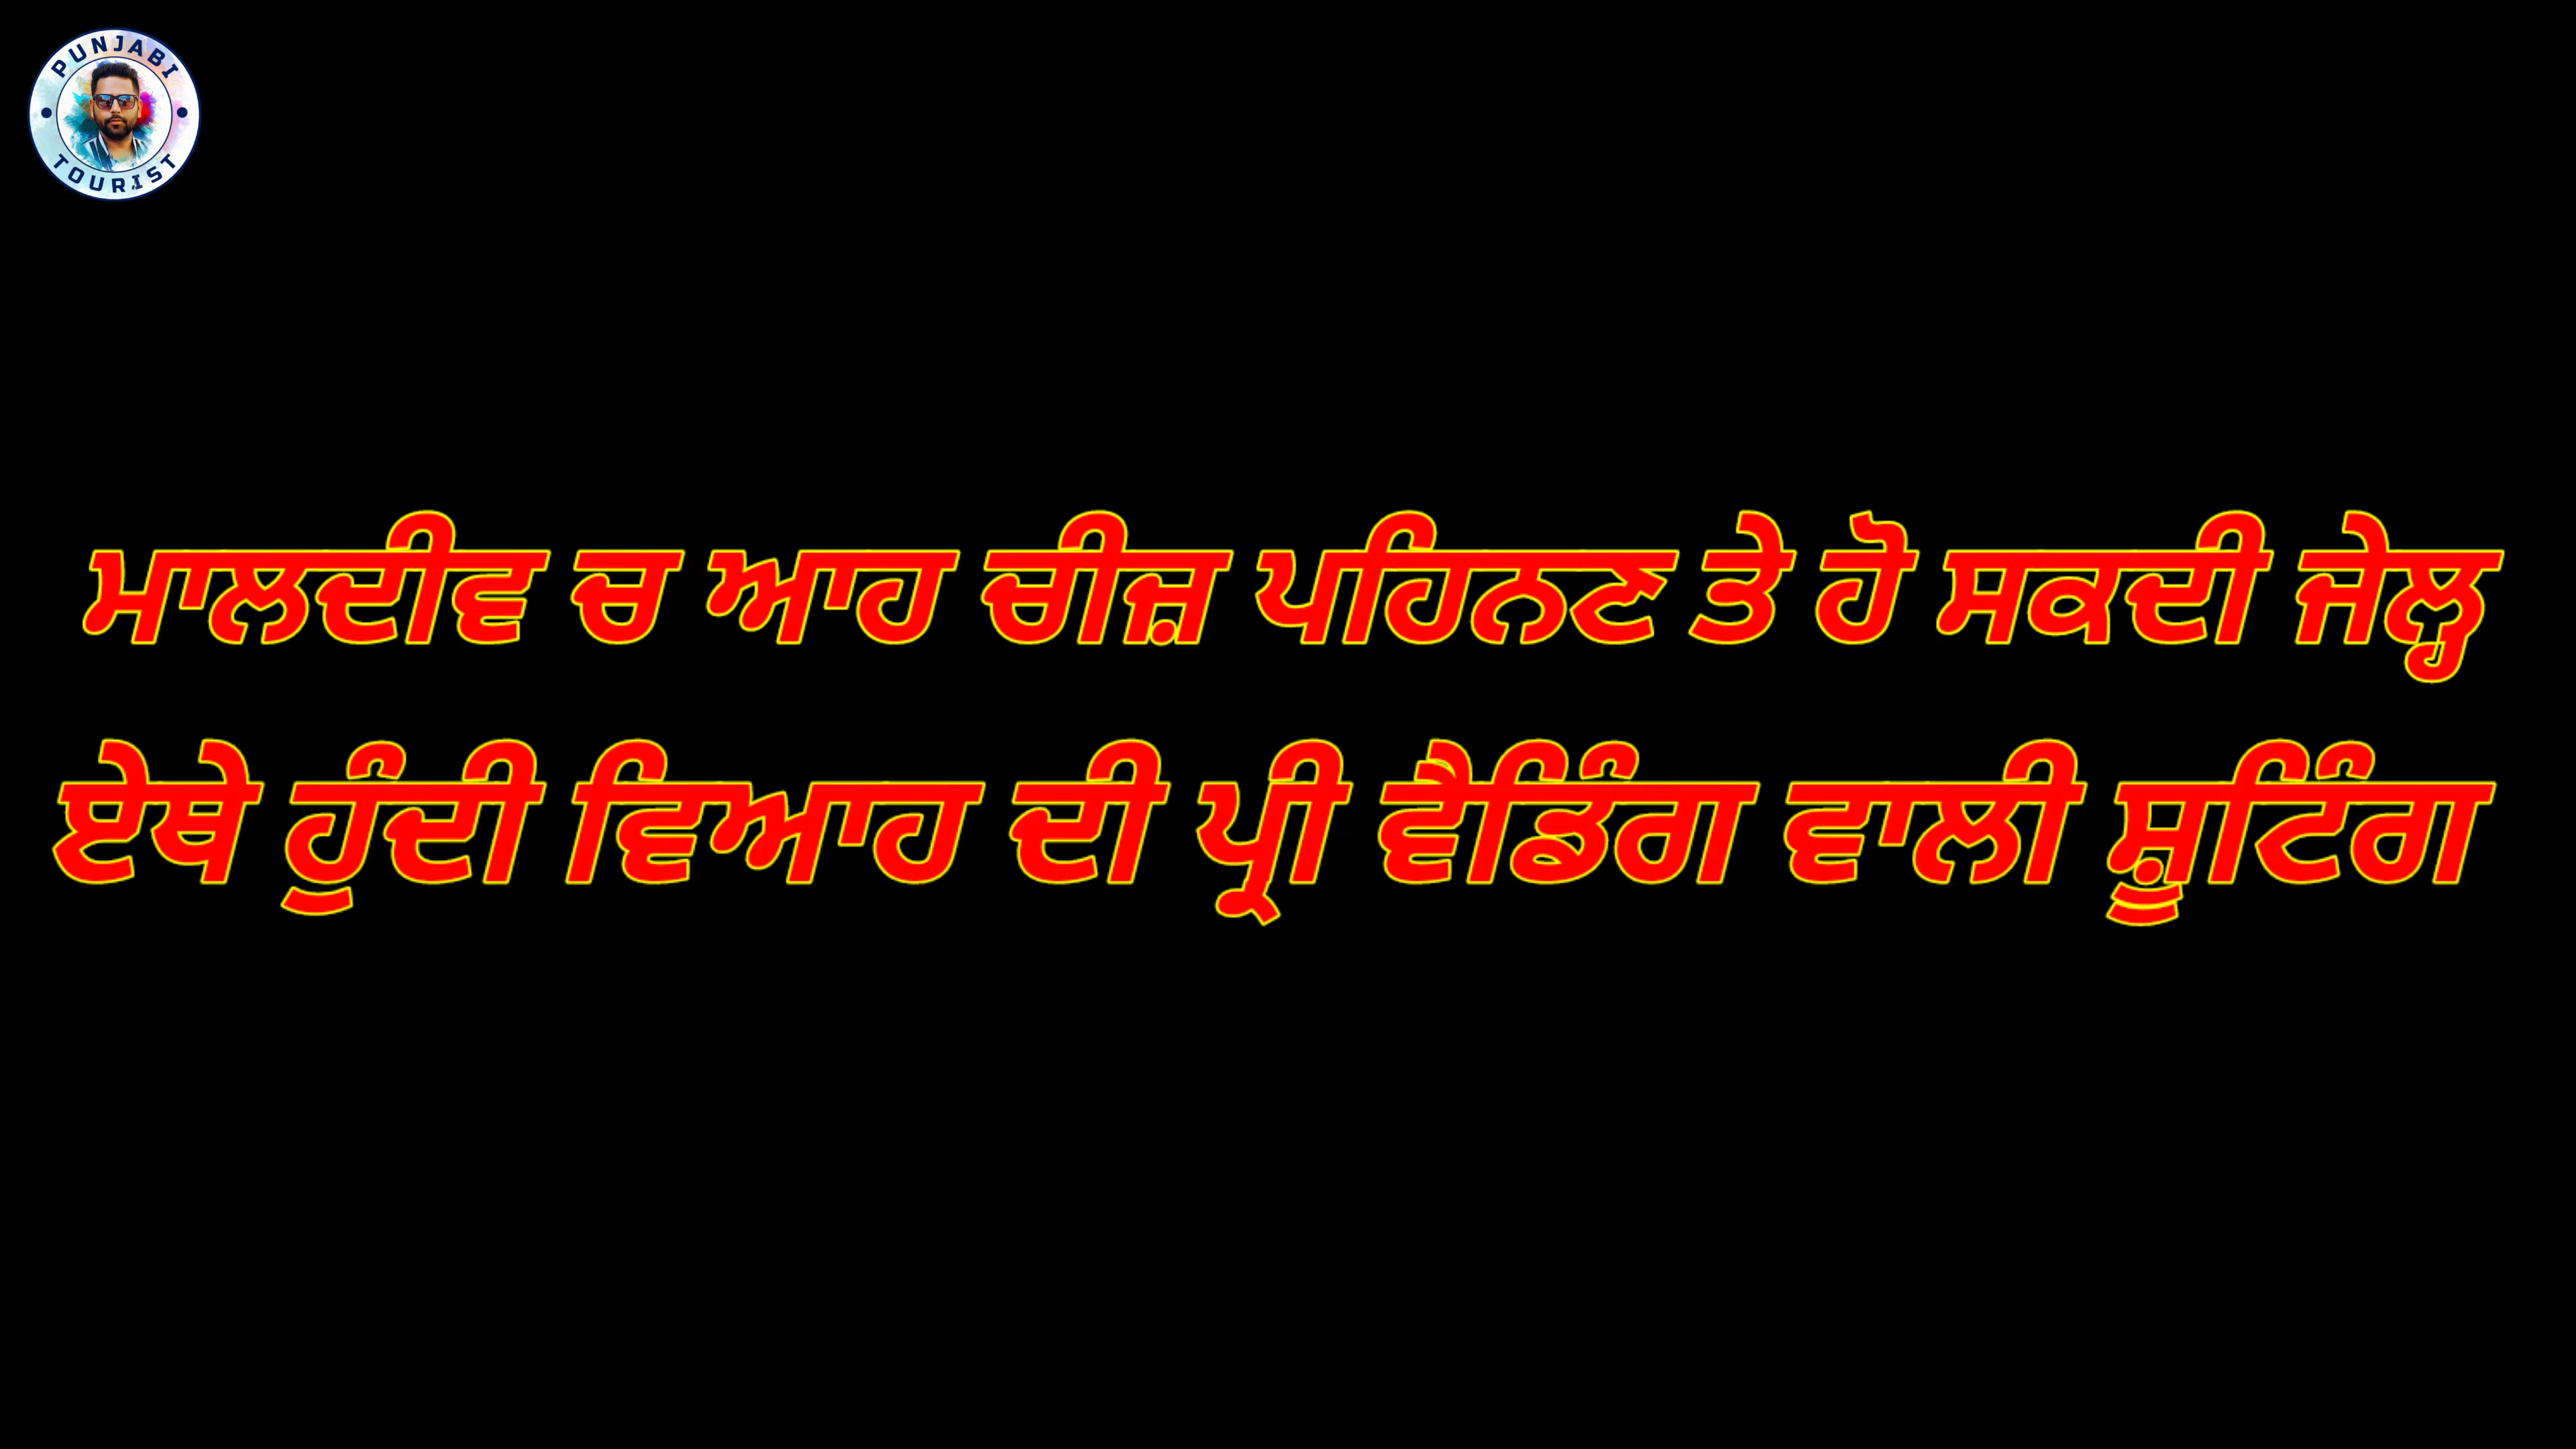 PUNJABI
TOURIST
ਮਾਲਦੀਵ ਚ ਆਹ ਚੀਜ਼ ਪਹਿਨਣ ਤੇ ਹੋ ਸਕਦੀ ਜੇਲ੍ਹ
ਏਥੇ ਹੁੰਦੀ ਵਿਆਹ ਦੀ ਪ੍ਰੀ ਵੈਡਿੰਗ ਵਾਲੀ ਸ਼ੂਟਿੰਗ